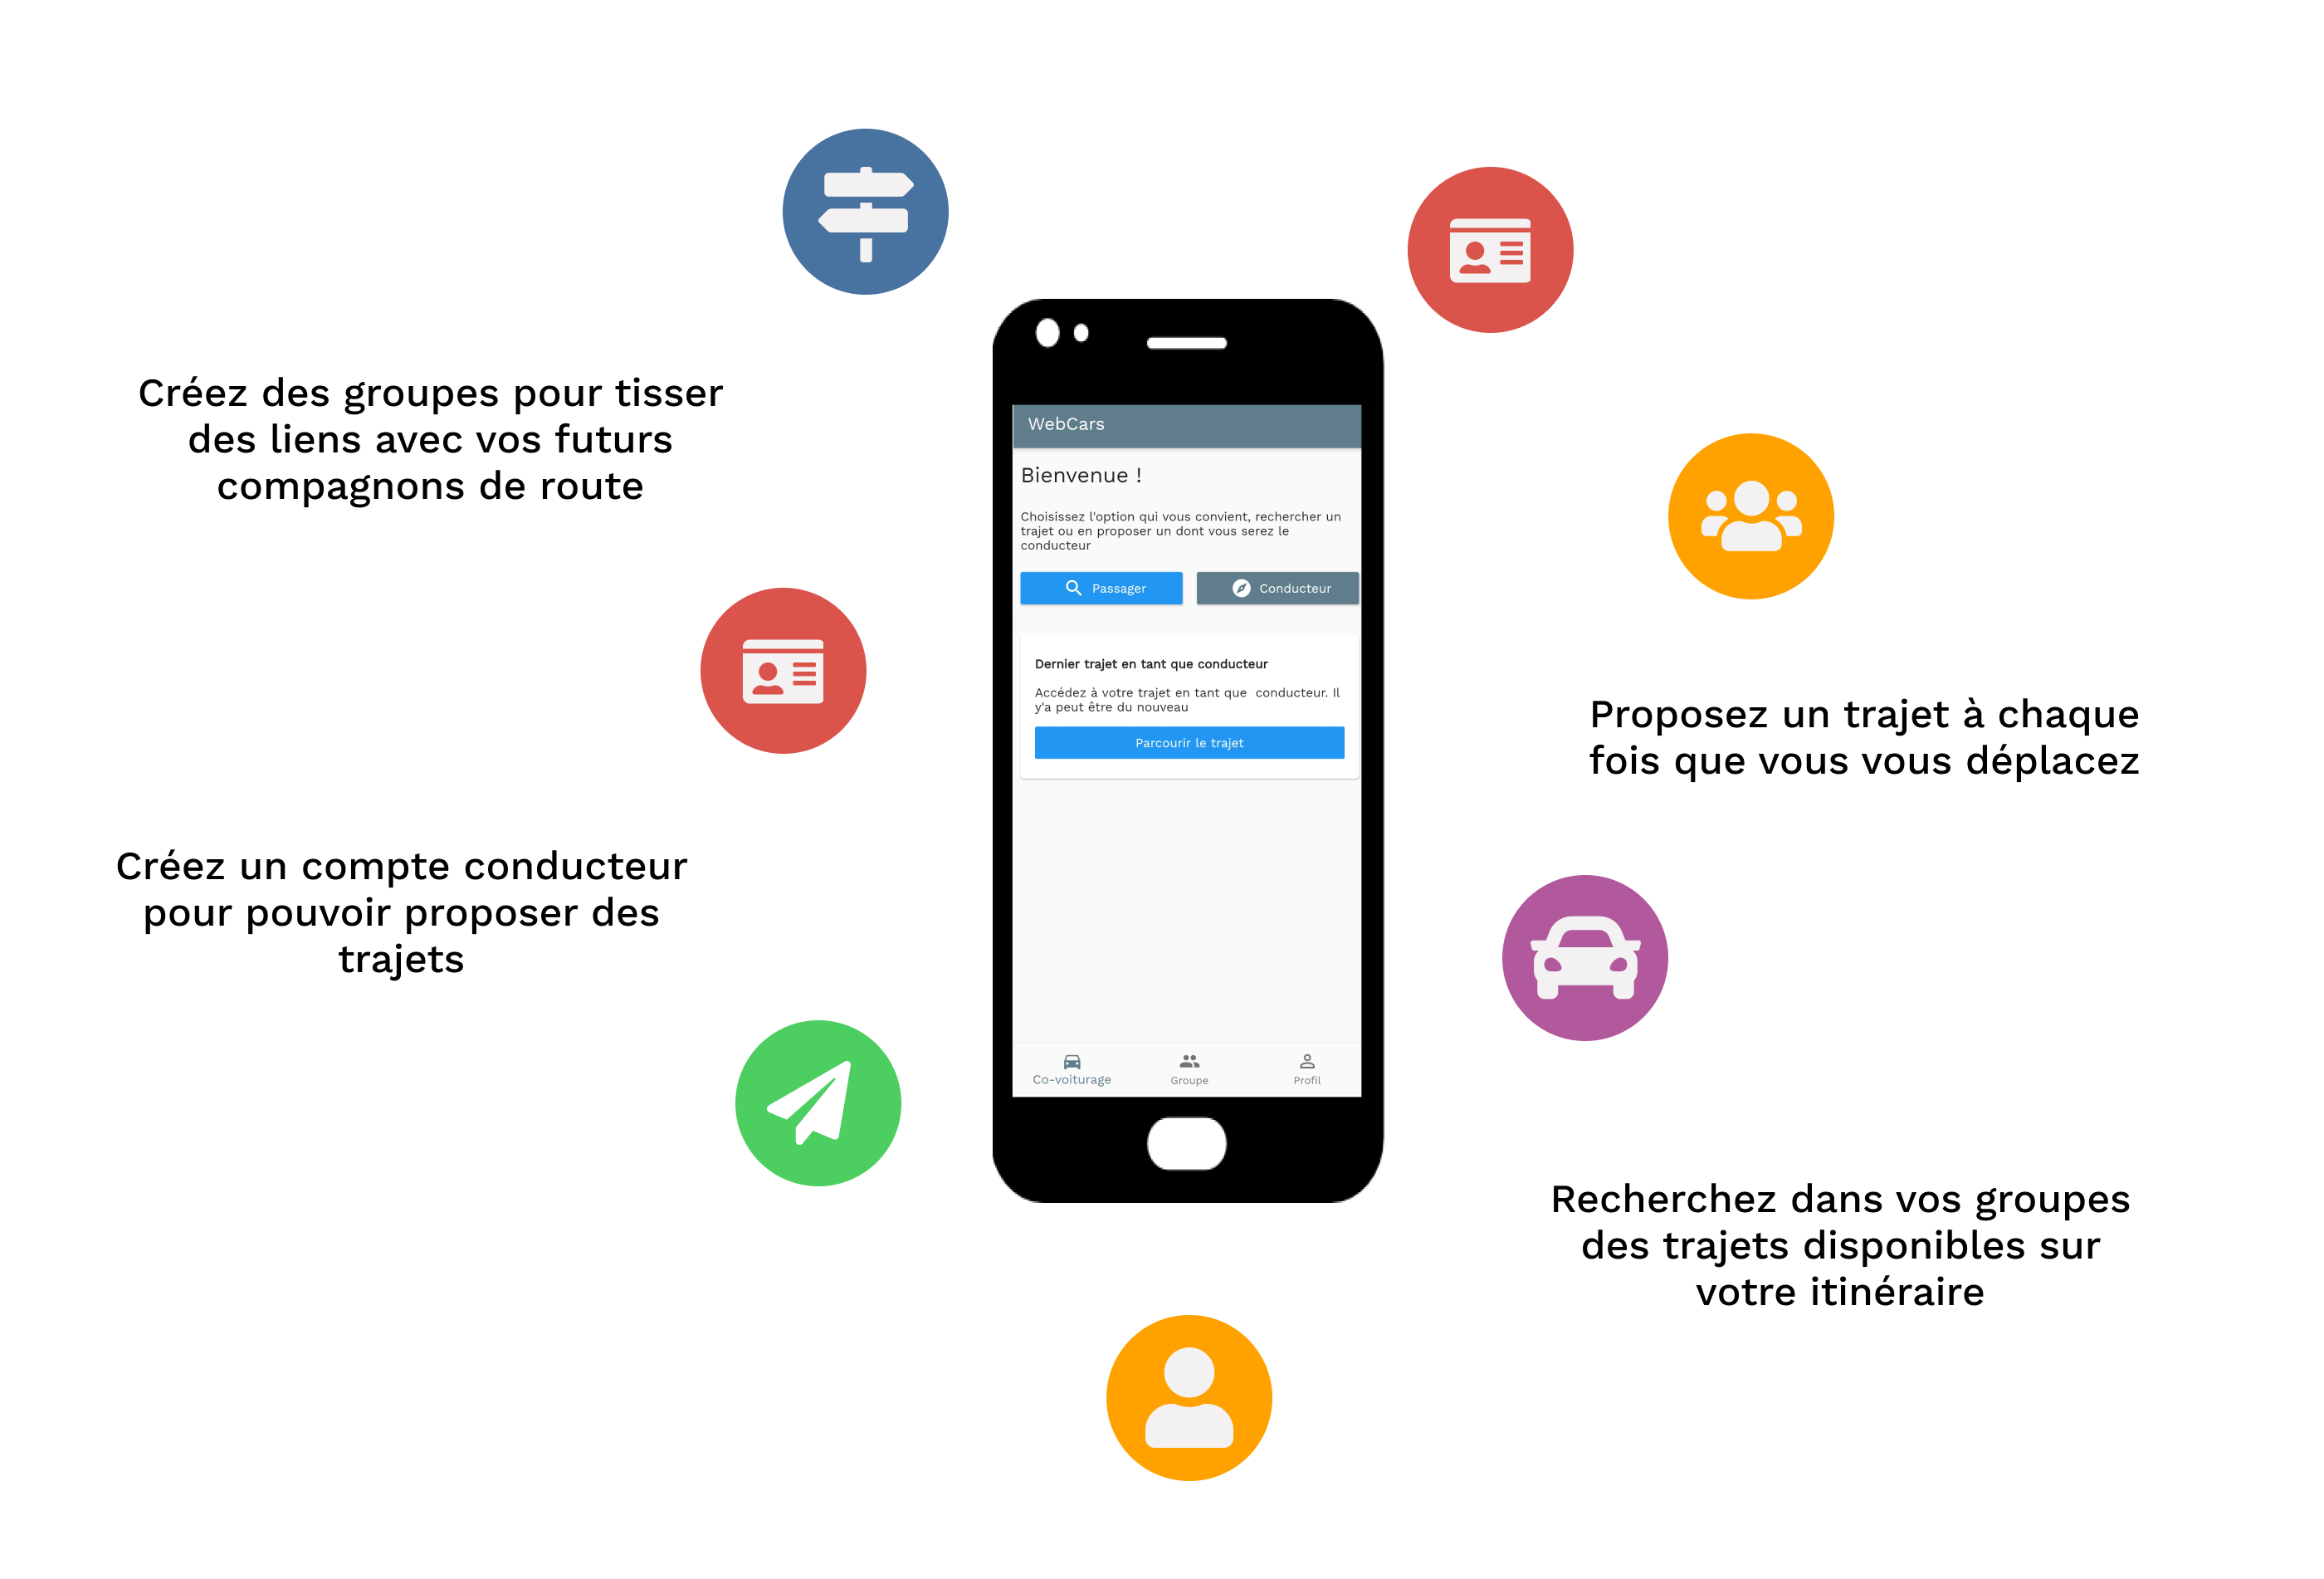 Créez des groupes pour tisser
des liens avec vos futurs
compagnons de route
Créez un compte conducteur
pour pouvoir proposer des
trajets
WebCars
Bienvenue !
Choisissez l'option qui vous convient, rechercher un
trajet ou en proposer un dont vous serez le
conducteur
Passager
Conducteur
Dernier trajet en tant que conducteur
Accédez à votre trajet en tant que  conducteur. Il
y'a peut être du nouveau
Parcourir le trajet
Co-voiturage
Groupe
Profil
Proposez un trajet à chaque
fois que vous vous déplacez
Recherchez dans vos groupes
des trajets disponibles sur
votre itinéraire